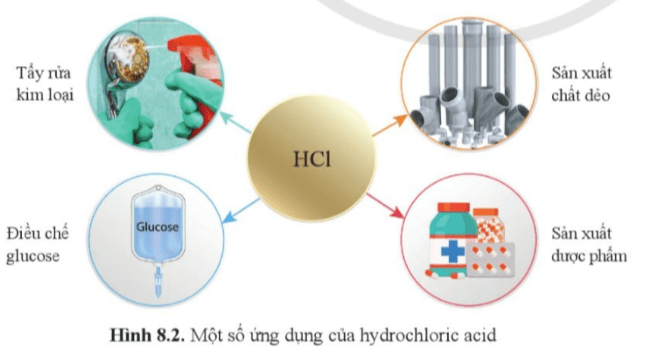 Tẩy rửa
kim loại
Sản xuất
chất dẻo
HCl
Điều chế
glucose
Glucose
Sản xuất
dược phẩm
Hình 8.2. Một số ứng dụng của hydrochloric acid